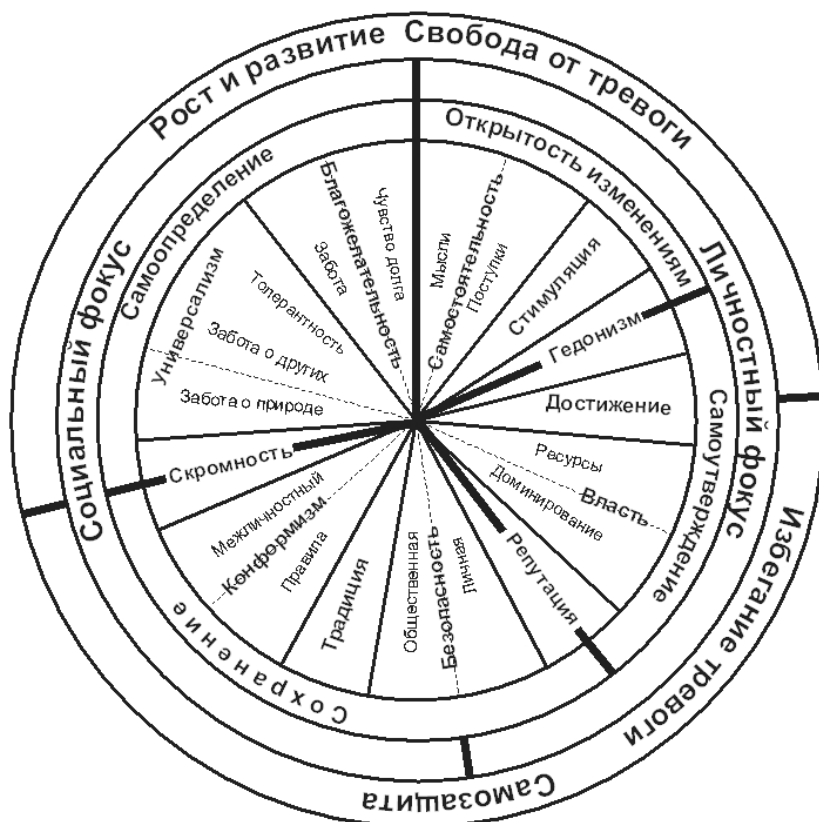 Рост и развитие
Свобода от тревоги
Избегание тревоги
Самозащита
Социальный фокус
Личностный фокус
Самоопределение
Открытость изменениям
Самоутверждение
Сохранение
Мысли
Самостоятельность
Поступки
Стимуляция
Гедонизм
Достижение
Ресурсы
Власть
Доминирование
Репутация
Личная
Безопасность
Общественная
Традиция
Правила
Конформизм
Межличностный
Скромность
Забота о природе
Забота о других
Универсализм
Толерантность
Забота
Благожелательность
Чувство долга